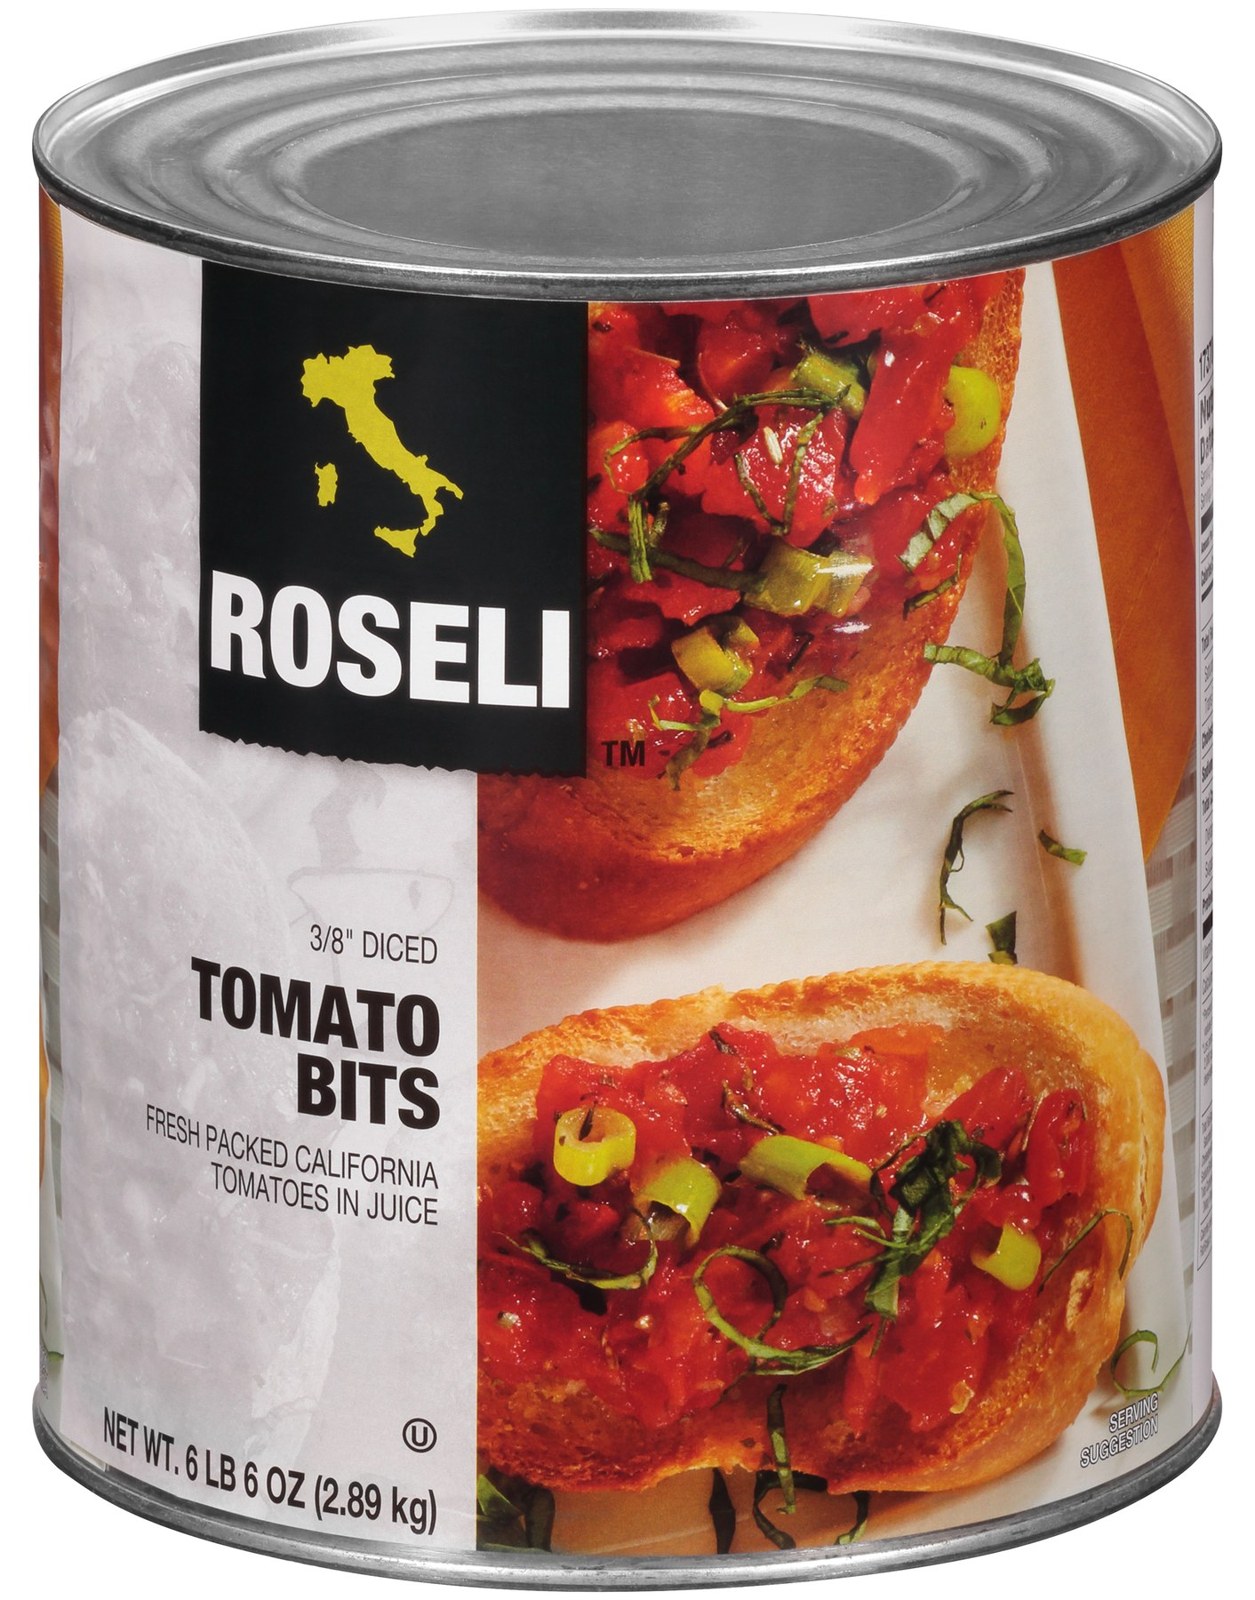 ROSELI
TM
3/8" DICED
TOMATO
BITS
FRESH PACKED CALIFORNIA
TOMATOES IN JUICE
NET WT. 6 LB 6 OZ (2.89 kg)
U
SERVING
SUGGESTION